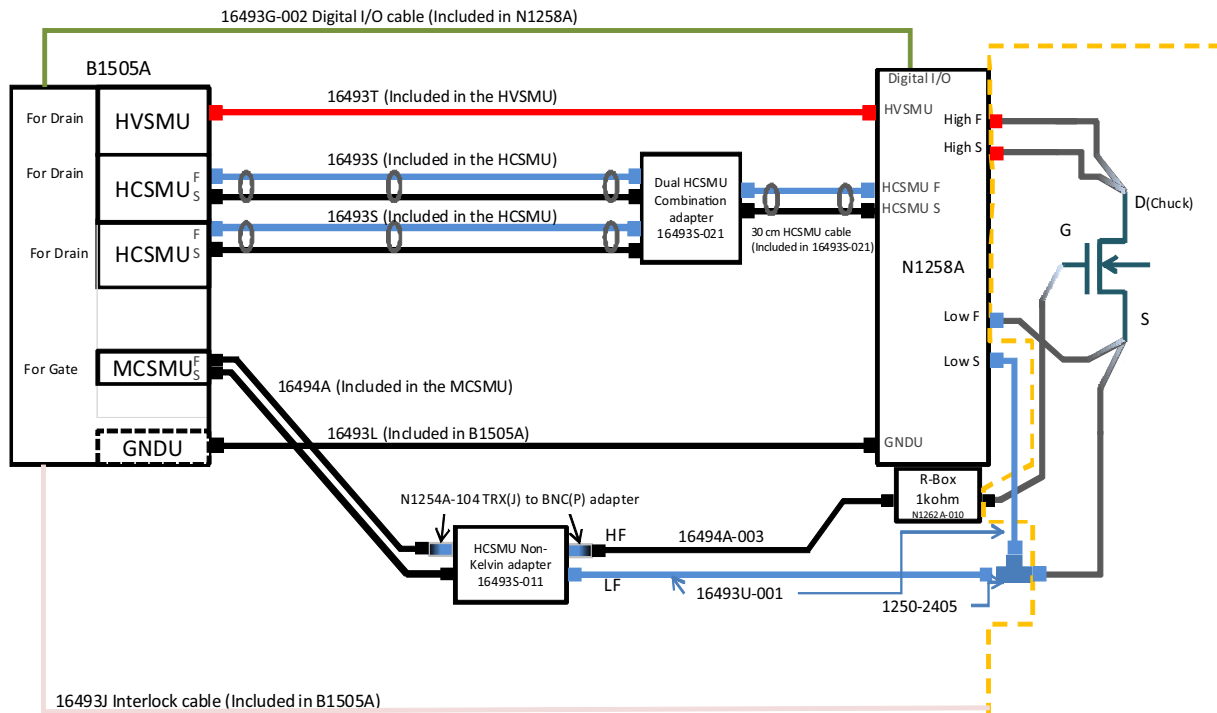 16493G-002 Digital I/O cable (Included in N1258A)
B1505A
For Drain
HVSMU
16493T (Included in the HVSMU)
Digital I/O
HVSMU
High F
High S
For Drain
HCSMU
F
S
16493S (Included in the HCSMU)
Dual HCSMU
Combination
adapter
16493S-021
HCSMU F
HCSMU S
30 cm HCSMU cable
(Included in 16493S-021)
D(Chuck)
For Drain
HCSMU
F
S
16493S (Included in the HCSMU)
G
N1258A
S
Low F
Low S
For Gate
MCSMU
F
S
16494A (Included in the MCSMU)
GNDU
16493L (Included in B1505A)
GNDU
R-Box
1kohm
N1262A-010
N1254A-104 TRX(J) to BNC(P) adapter
HCSMU Non-
Kelvin adapter
16493S-011
HF
16494A-003
LF
16493U-001
1250-2405
16493J Interlock cable (Included in B1505A)